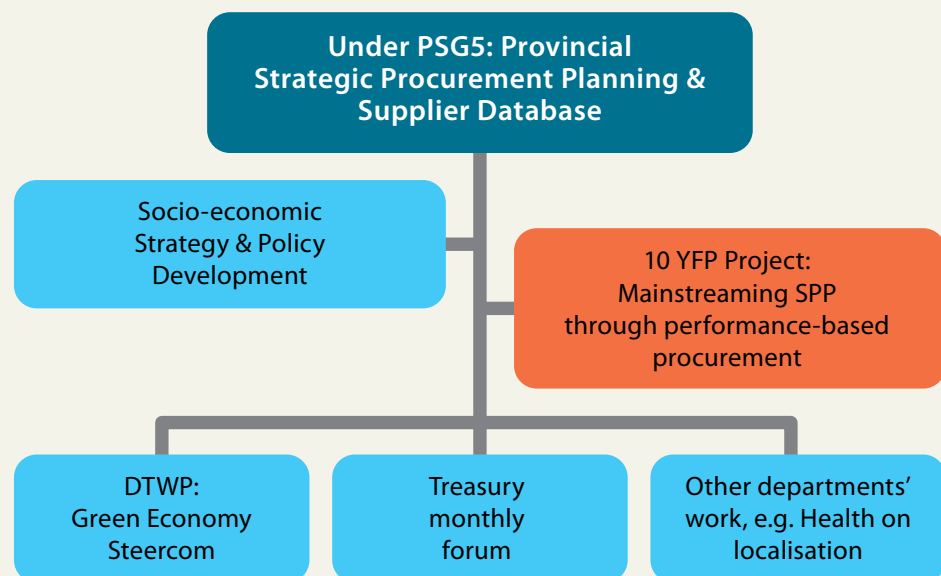 Under PSG5: Provincial
Strategic Procurement Planning &
Supplier Database
Socio-economic
Strategy & Policy
Development
10 YFP Project:
Mainstreaming SPP
through performance-based
procurement
DTWP:
Green Economy
Steercom
Treasury
monthly
forum
Other departments’
work, e.g. Health on
localisation